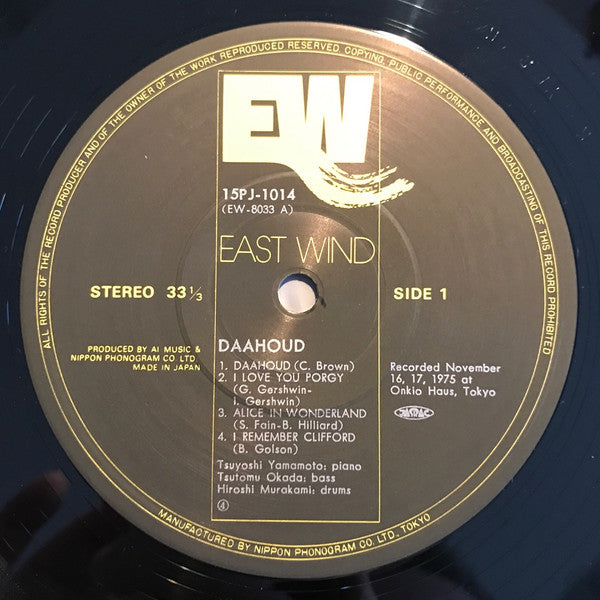 ALL RIGHTS OF THE RECORD PRODUCER AND OF THE OWNER OF THE WORK REPRODUCED RESERVED. COPYING, PUBLIC PERFORMANCE AND BROADCASTING OF THIS RECORD PROHIBITED
EW
15PJ-1014
(EW-8033 A)
EAST WIND
STEREO 33 1/3
SIDE 1
PRODUCED BY AI MUSIC &
NIPPON PHONOGRAM CO. LTD.
MADE IN JAPAN
DAAHOUD
1. DAAHOUD (C. Brown)
2. I LOVE YOU PORGY
(G. Gershwin-
I. Gershwin)
3. ALICE IN WONDERLAND
(S. Fain-B. Hilliard)
4. I REMEMBER CLIFFORD
(B. Golson)
Tsuyoshi Yamamoto: piano
Tsutomu Okada: bass
Hiroshi Murakami: drums
④
Recorded November
16, 17, 1975 at
Onkio Haus, Tokyo
JASRAC
MANUFACTURED BY NIPPON PHONOGRAM CO. LTD., TOKYO